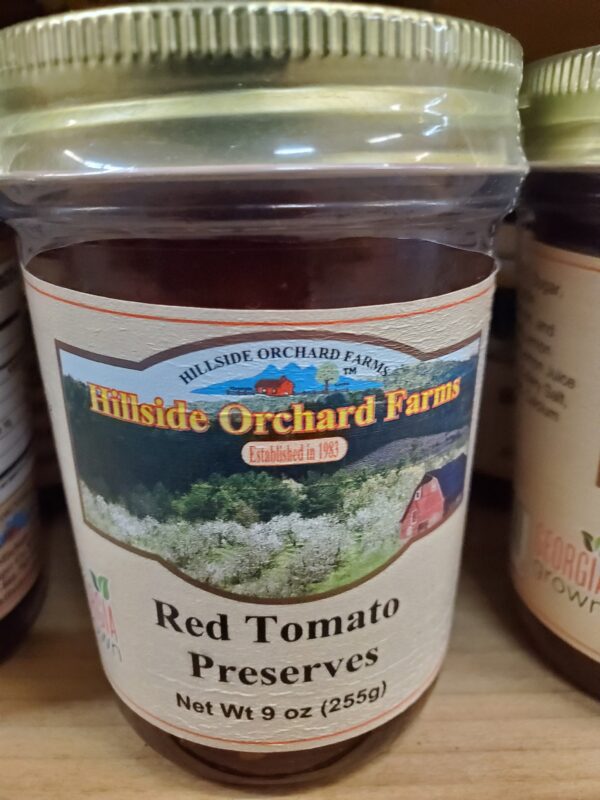 HILLSIDE ORCHARD FARMS
TM
Hillside Orchard Farms
Established in 1983
Red Tomato
Preserves
Net Wt 9 oz (255g)
GEORGIA
grown